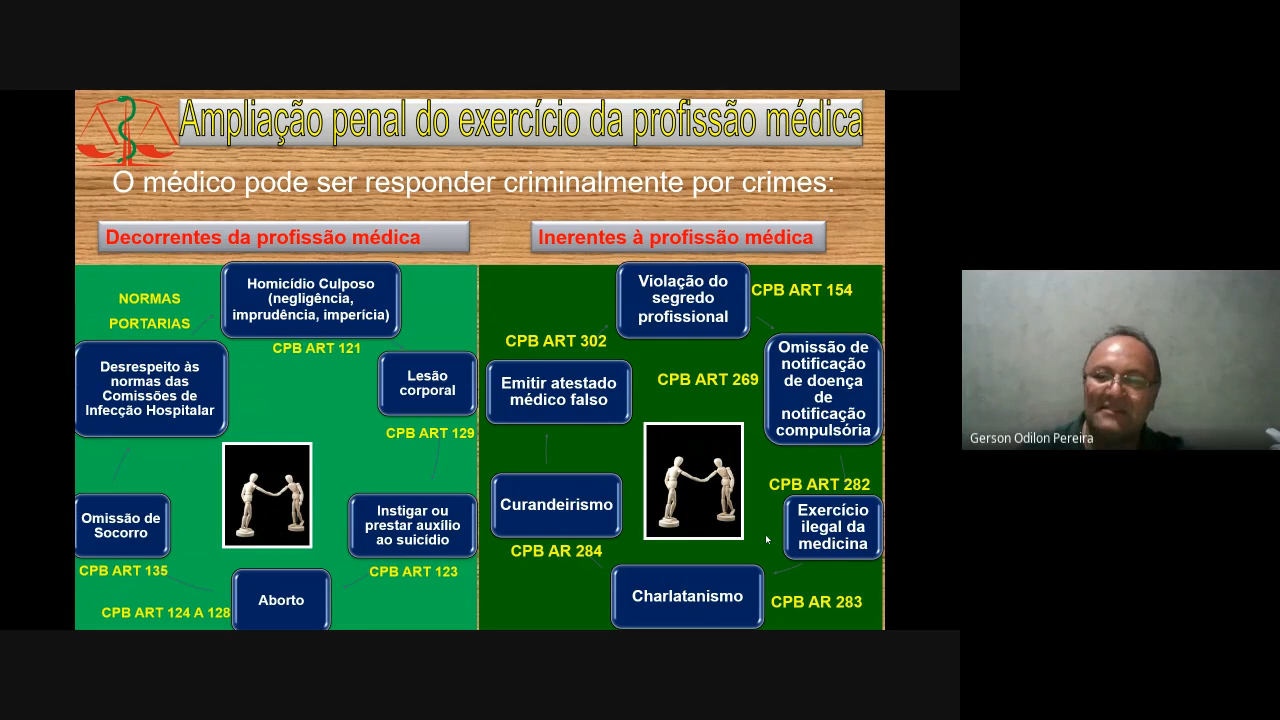 Ampliação penal do exercício da profissão médica
O médico pode ser responder criminalmente por crimes:
Decorrentes da profissão médica
Inerentes à profissão médica
NORMAS
PORTARIAS
Homicídio Culposo
(negligência,
imprudência, imperícia)
CPB ART 121
Lesão
corporal
CPB ART 129
Instigar ou
prestar auxílio
ao suicídio
CPB ART 123
Aborto
CPB ART 124 A 128
Omissão de
Socorro
CPB ART 135
Desrespeito às
normas das
Comissões de
Infecção Hospitalar
Violação do
segredo
profissional
CPB ART 154
Omissão de
notificação
de doença
de
notificação
compulsória
CPB ART 269
CPB ART 282
Exercício
ilegal da
medicina
Charlatanismo
CPB AR 283
Curandeirismo
CPB AR 284
Emitir atestado
médico falso
CPB ART 302
Gerson Odilon Pereira